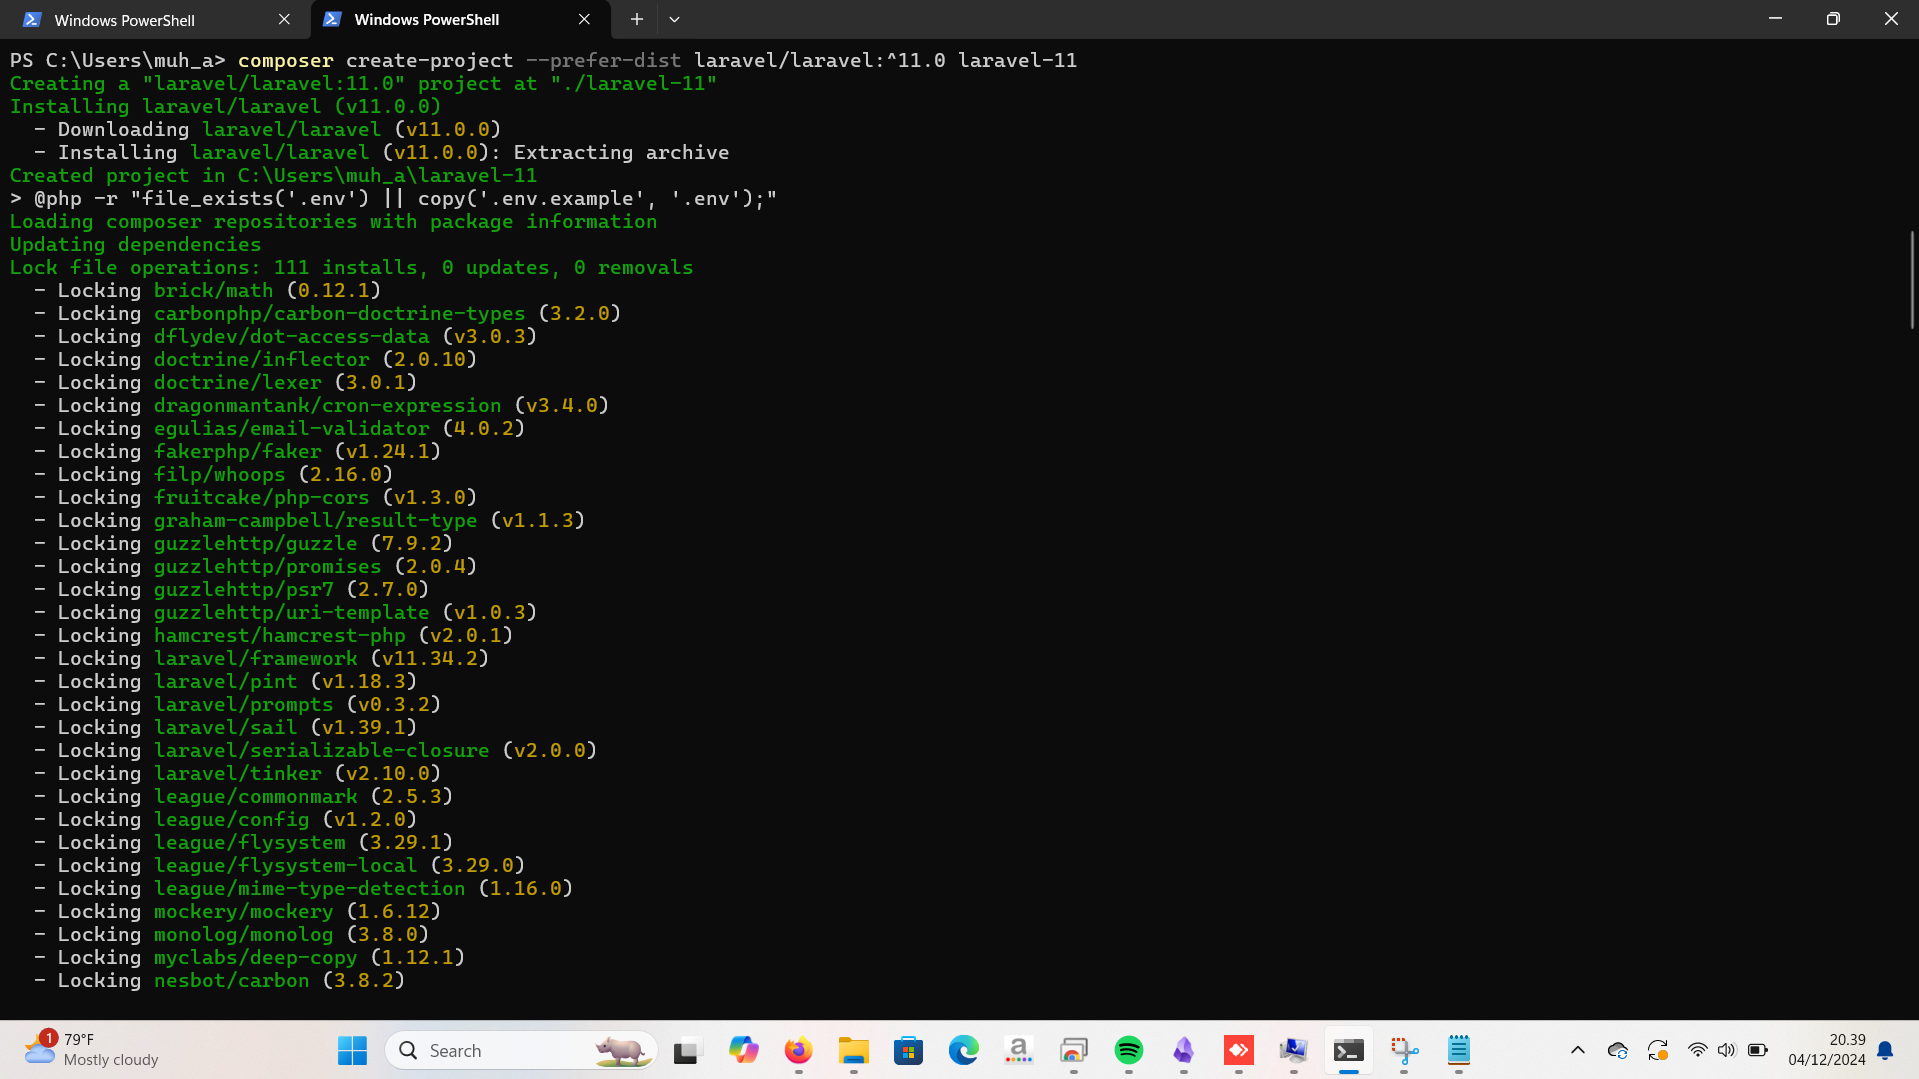 Windows PowerShell
Windows PowerShell
PS C:\Users\muh_a> composer create-project --prefer-dist laravel/laravel:^11.0 laravel-11
Creating a "laravel/laravel:11.0" project at "./laravel-11"
Installing laravel/laravel (v11.0.0)
- Downloading laravel/laravel (v11.0.0)
- Installing laravel/laravel (v11.0.0): Extracting archive
Created project in C:\Users\muh_a\laravel-11
> @php -r "file_exists('.env') || copy('.env.example', '.env');"
Loading composer repositories with package information
Updating dependencies
Lock file operations: 111 installs, 0 updates, 0 removals
- Locking brick/math (0.12.1)
- Locking carbonphp/carbon-doctrine-types (3.2.0)
- Locking dflydev/dot-access-data (v3.0.3)
- Locking doctrine/inflector (2.0.10)
- Locking doctrine/lexer (3.0.1)
- Locking dragonmantank/cron-expression (v3.4.0)
- Locking egulias/email-validator (4.0.2)
- Locking fakerphp/faker (v1.24.1)
- Locking filp/whoops (2.16.0)
- Locking fruitcake/php-cors (v1.3.0)
- Locking graham-campbell/result-type (v1.1.3)
- Locking guzzlehttp/guzzle (7.9.2)
- Locking guzzlehttp/promises (2.0.4)
- Locking guzzlehttp/psr7 (2.7.0)
- Locking guzzlehttp/uri-template (v1.0.3)
- Locking hamcrest/hamcrest-php (v2.0.1)
- Locking laravel/framework (v11.34.2)
- Locking laravel/pint (v1.18.3)
- Locking laravel/prompts (v0.3.2)
- Locking laravel/sail (v1.39.1)
- Locking laravel/serializable-closure (v2.0.0)
- Locking laravel/tinker (v2.10.0)
- Locking league/commonmark (2.5.3)
- Locking league/config (v1.2.0)
- Locking league/flysystem (3.29.1)
- Locking league/flysystem-local (3.29.0)
- Locking league/mime-type-detection (1.16.0)
- Locking mockery/mockery (1.6.12)
- Locking monolog/monolog (3.8.0)
- Locking myclabs/deep-copy (1.12.1)
- Locking nesbot/carbon (3.8.2)
1
79°F
Mostly cloudy
Search
a
20.39
04/12/2024